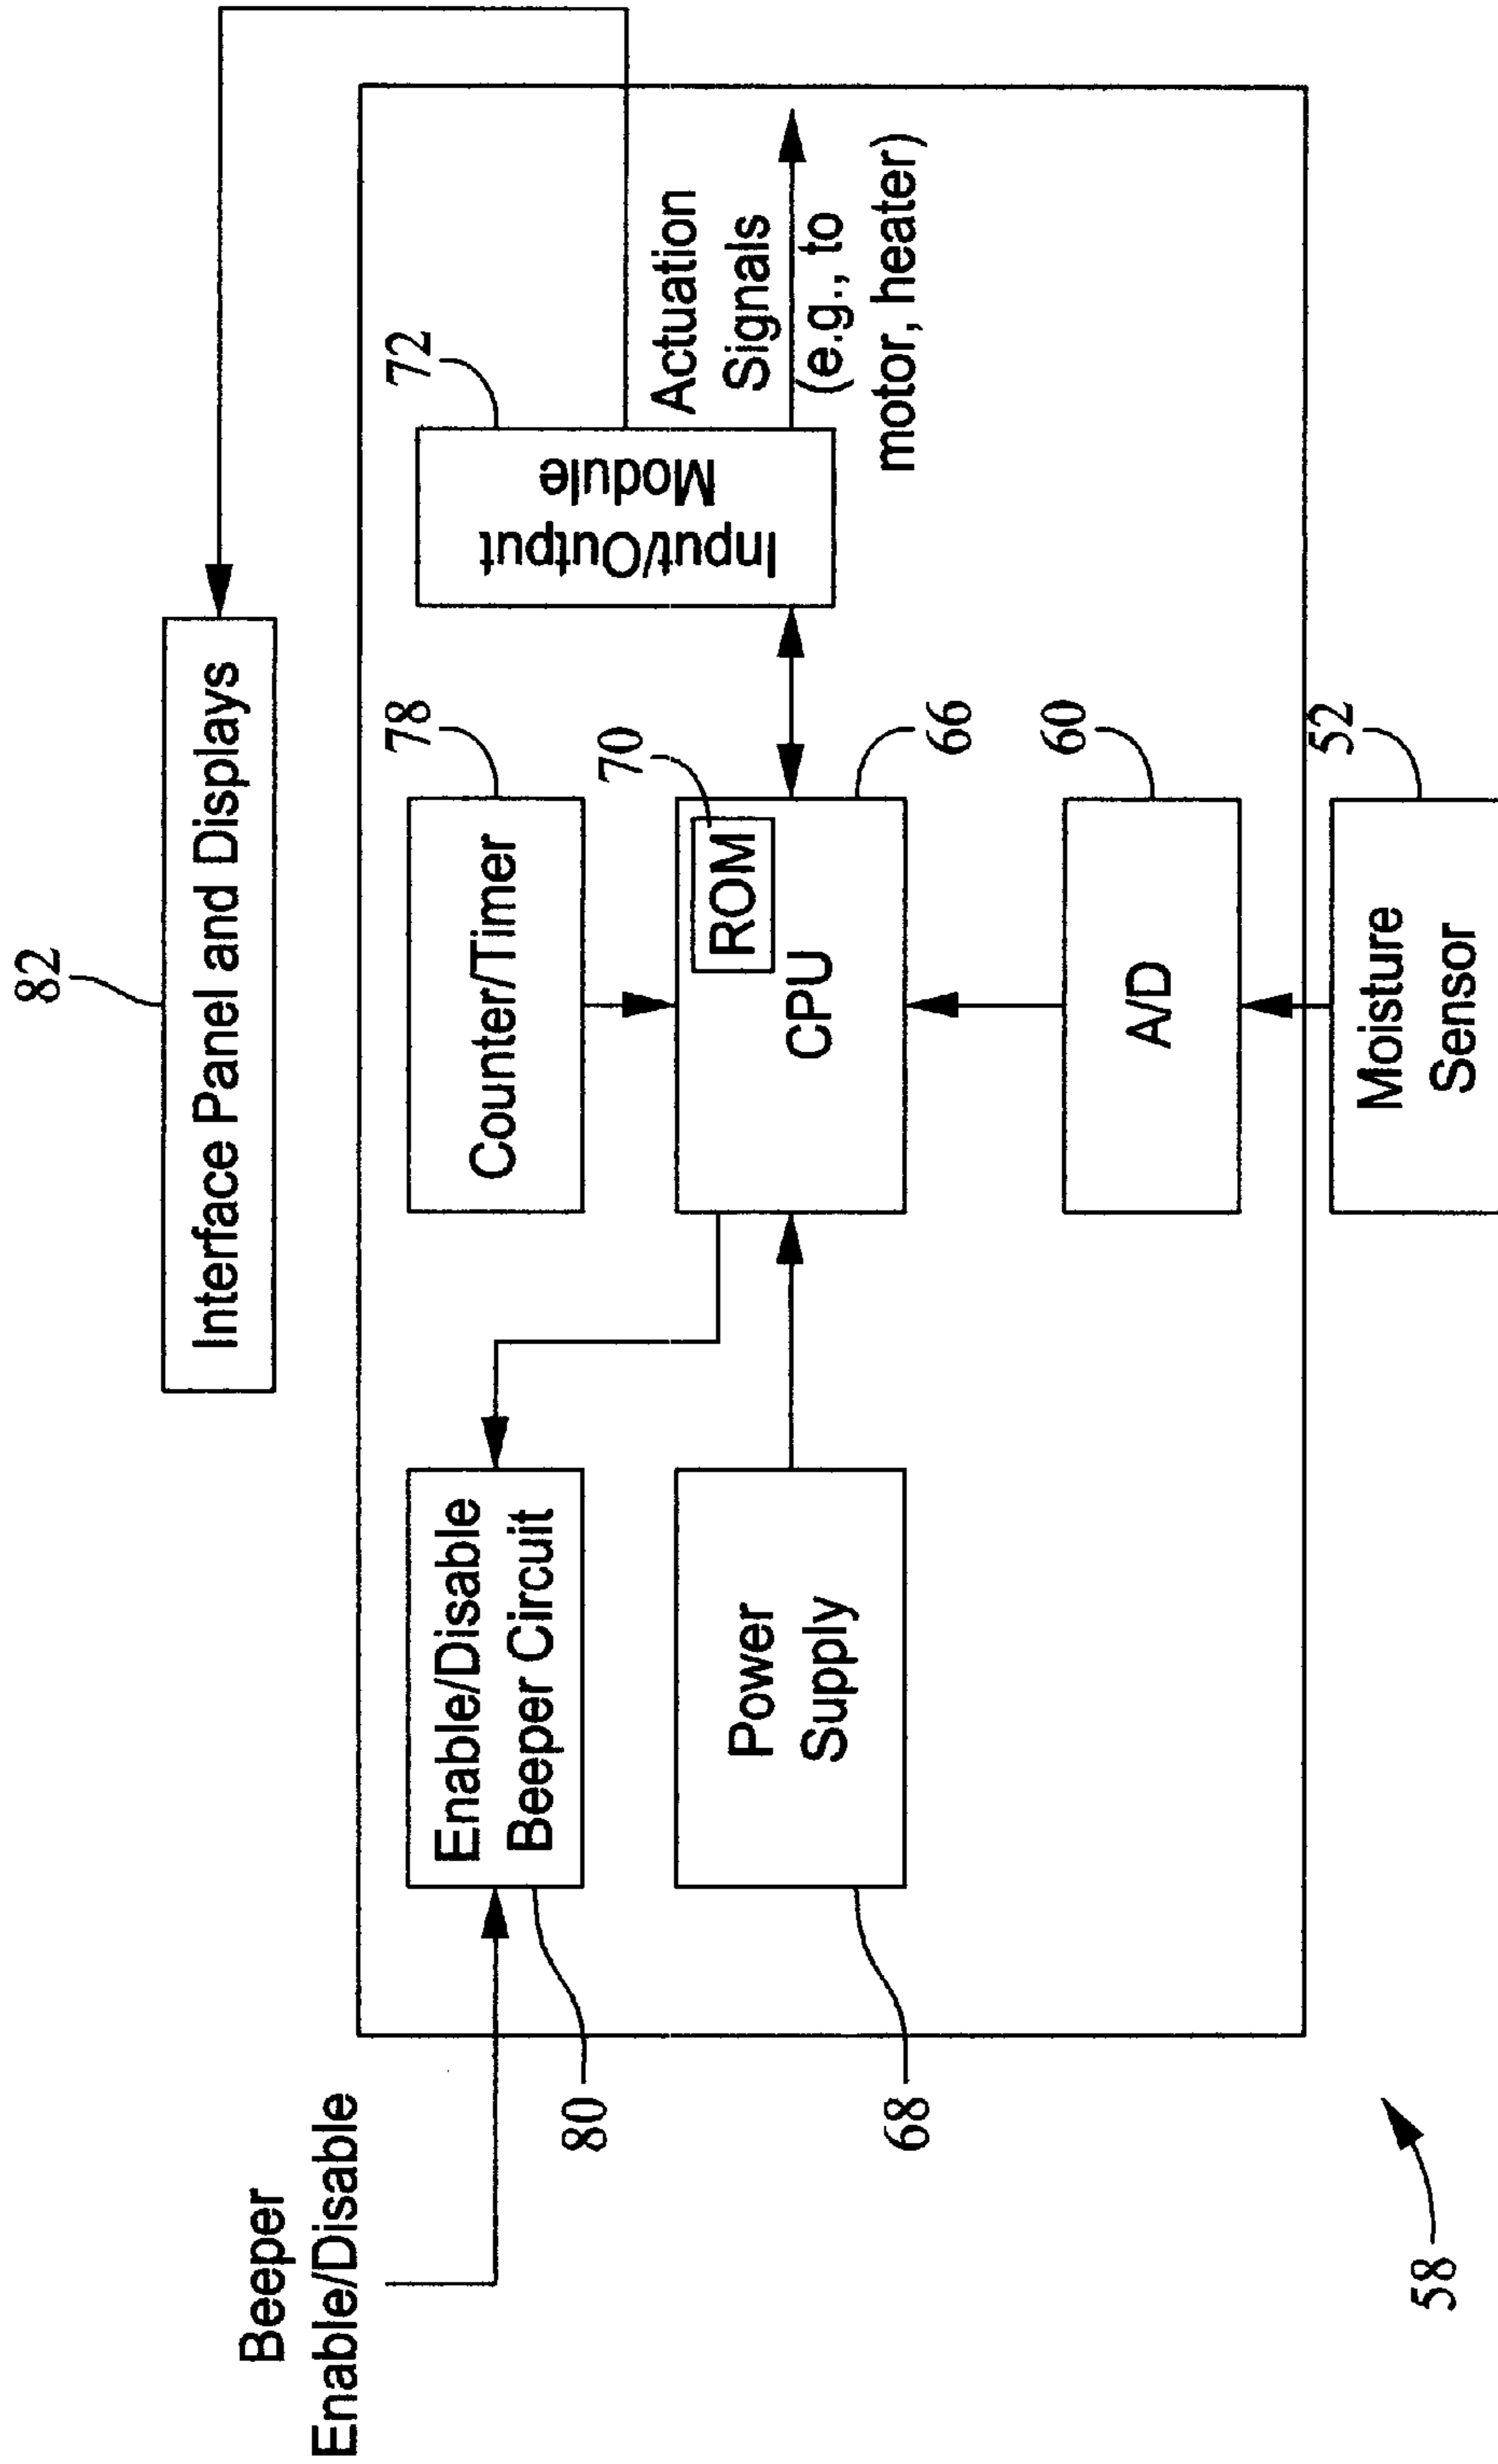 82
Interface Panel and Displays
Beeper
Enable/Disable
Enable/Disable
Beeper Circuit
80
Counter/Timer
78
Input/Output
Module
72
Actuation
Signals
(e.g., to
motor, heater)
Power
Supply
68
ROM
70
CPU
66
A/D
60
Moisture
Sensor
52
58